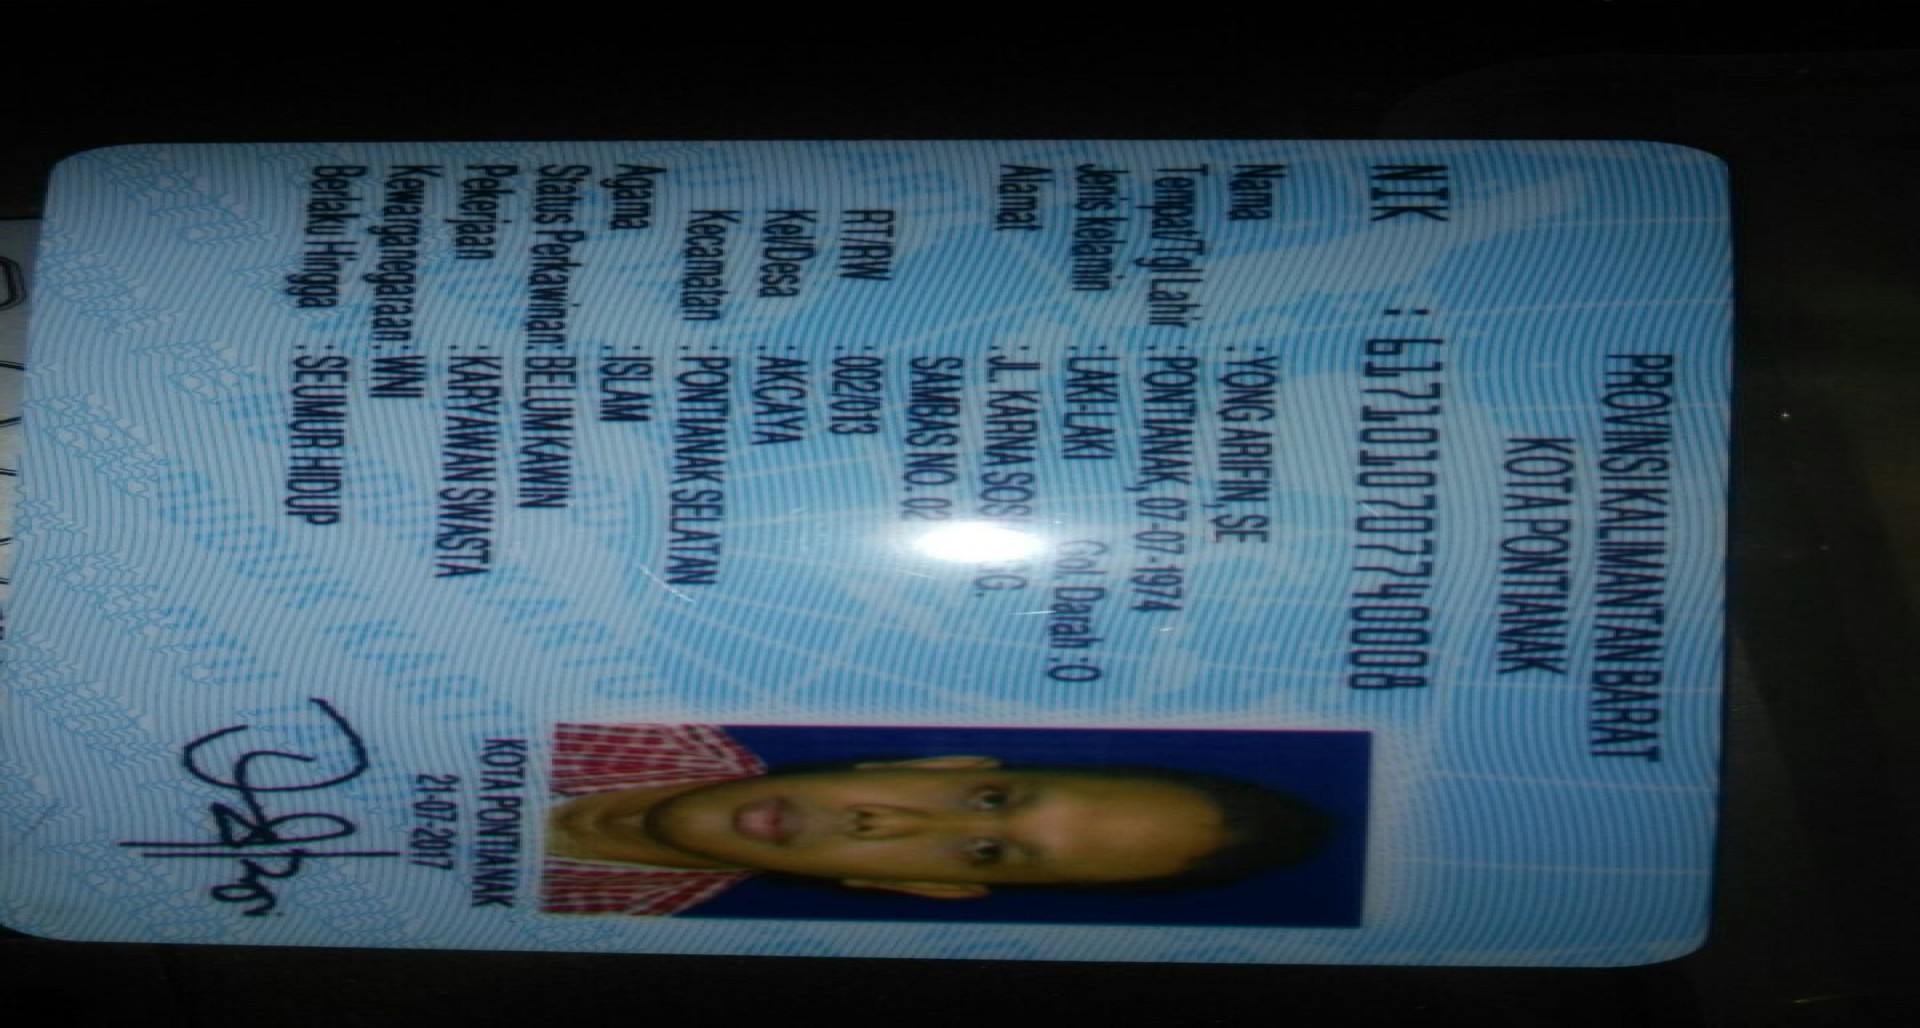 PROVINSI KALIMANTAN BARAT
KOTA PONTIANAK
NIK : 6171010707740008
Nama : YONG ARIFIN, SE
Tempat/Tgl Lahir : PONTIANAK, 07-07-1974
Jenis kelamin : LAKI-LAKI Gol. Darah : O
Alamat : JL. KARNA SOS G.
SAMBAS NO. 02
RT/RW : 002/013
Kel/Desa : AKCAYA
Kecamatan : PONTIANAK SELATAN
Agama : ISLAM
Status Perkawinan: BELUM KAWIN
Pekerjaan : KARYAWAN SWASTA
Kewarganegaraan: WNI
Berlaku Hingga : SEUMUR HIDUP
KOTA PONTIANAK
21-07-2017